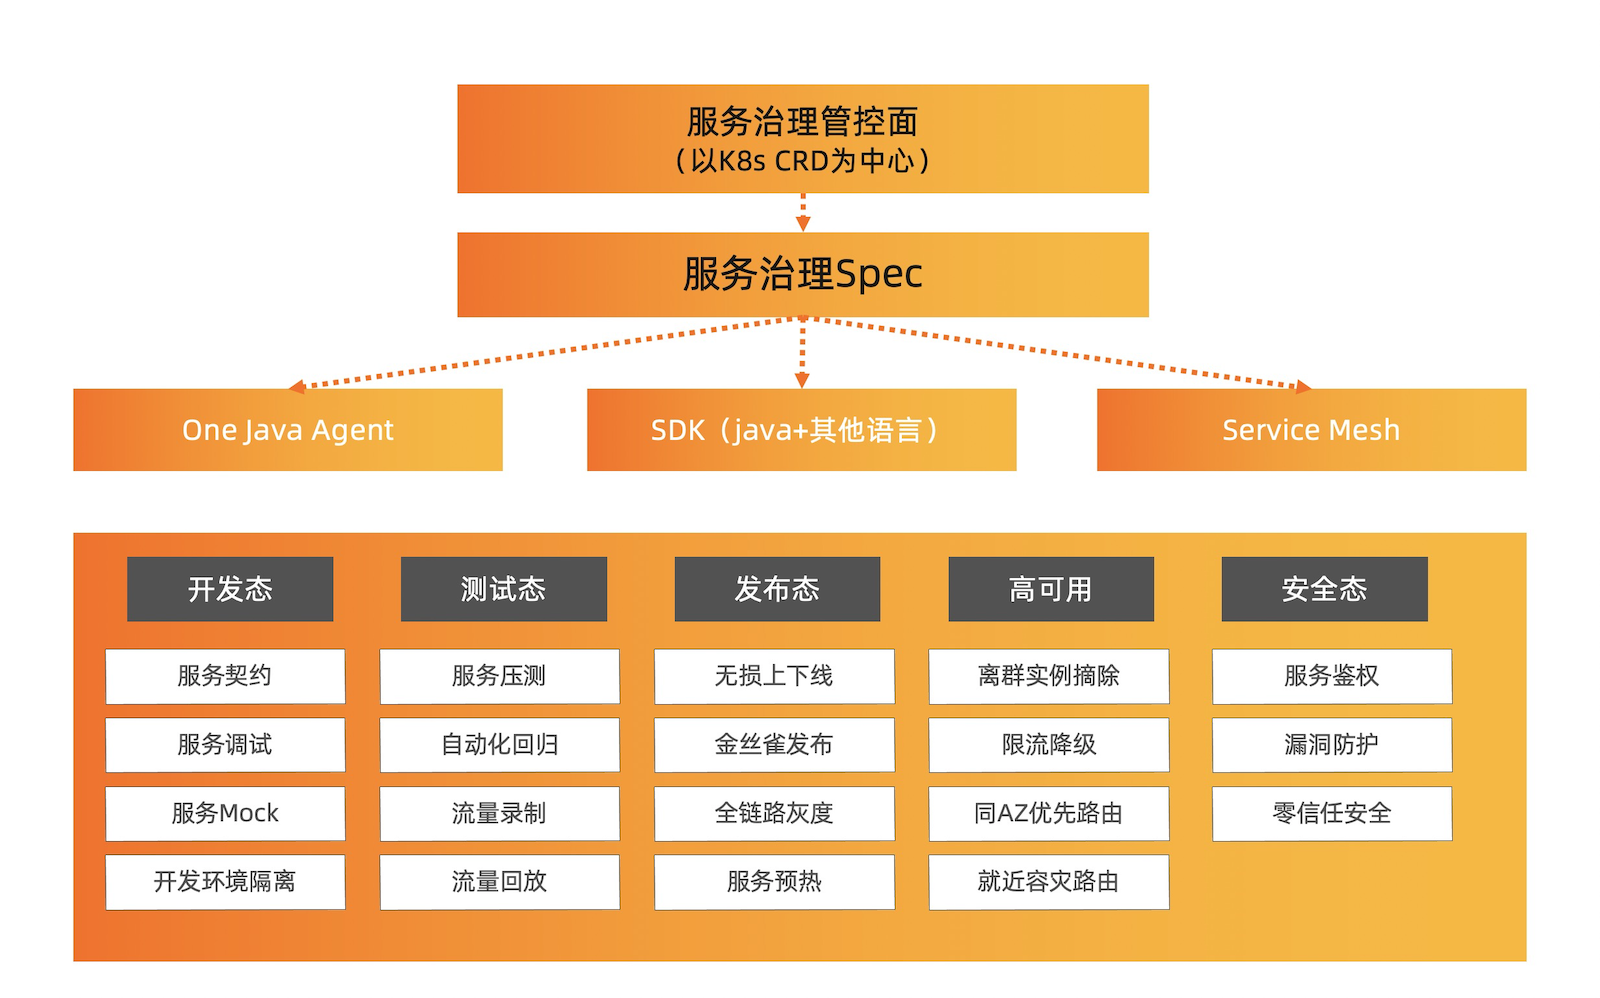 服务治理管控面
（以K8s CRD为中心）
服务治理Spec
One Java Agent
SDK（java+其他语言）
Service Mesh
开发态
测试态
发布态
高可用
安全态
服务契约
服务压测
无损上下线
离群实例摘除
服务鉴权
服务调试
自动化回归
金丝雀发布
限流降级
漏洞防护
服务Mock
流量录制
全链路灰度
同AZ优先路由
零信任安全
开发环境隔离
流量回放
服务预热
就近容灾路由